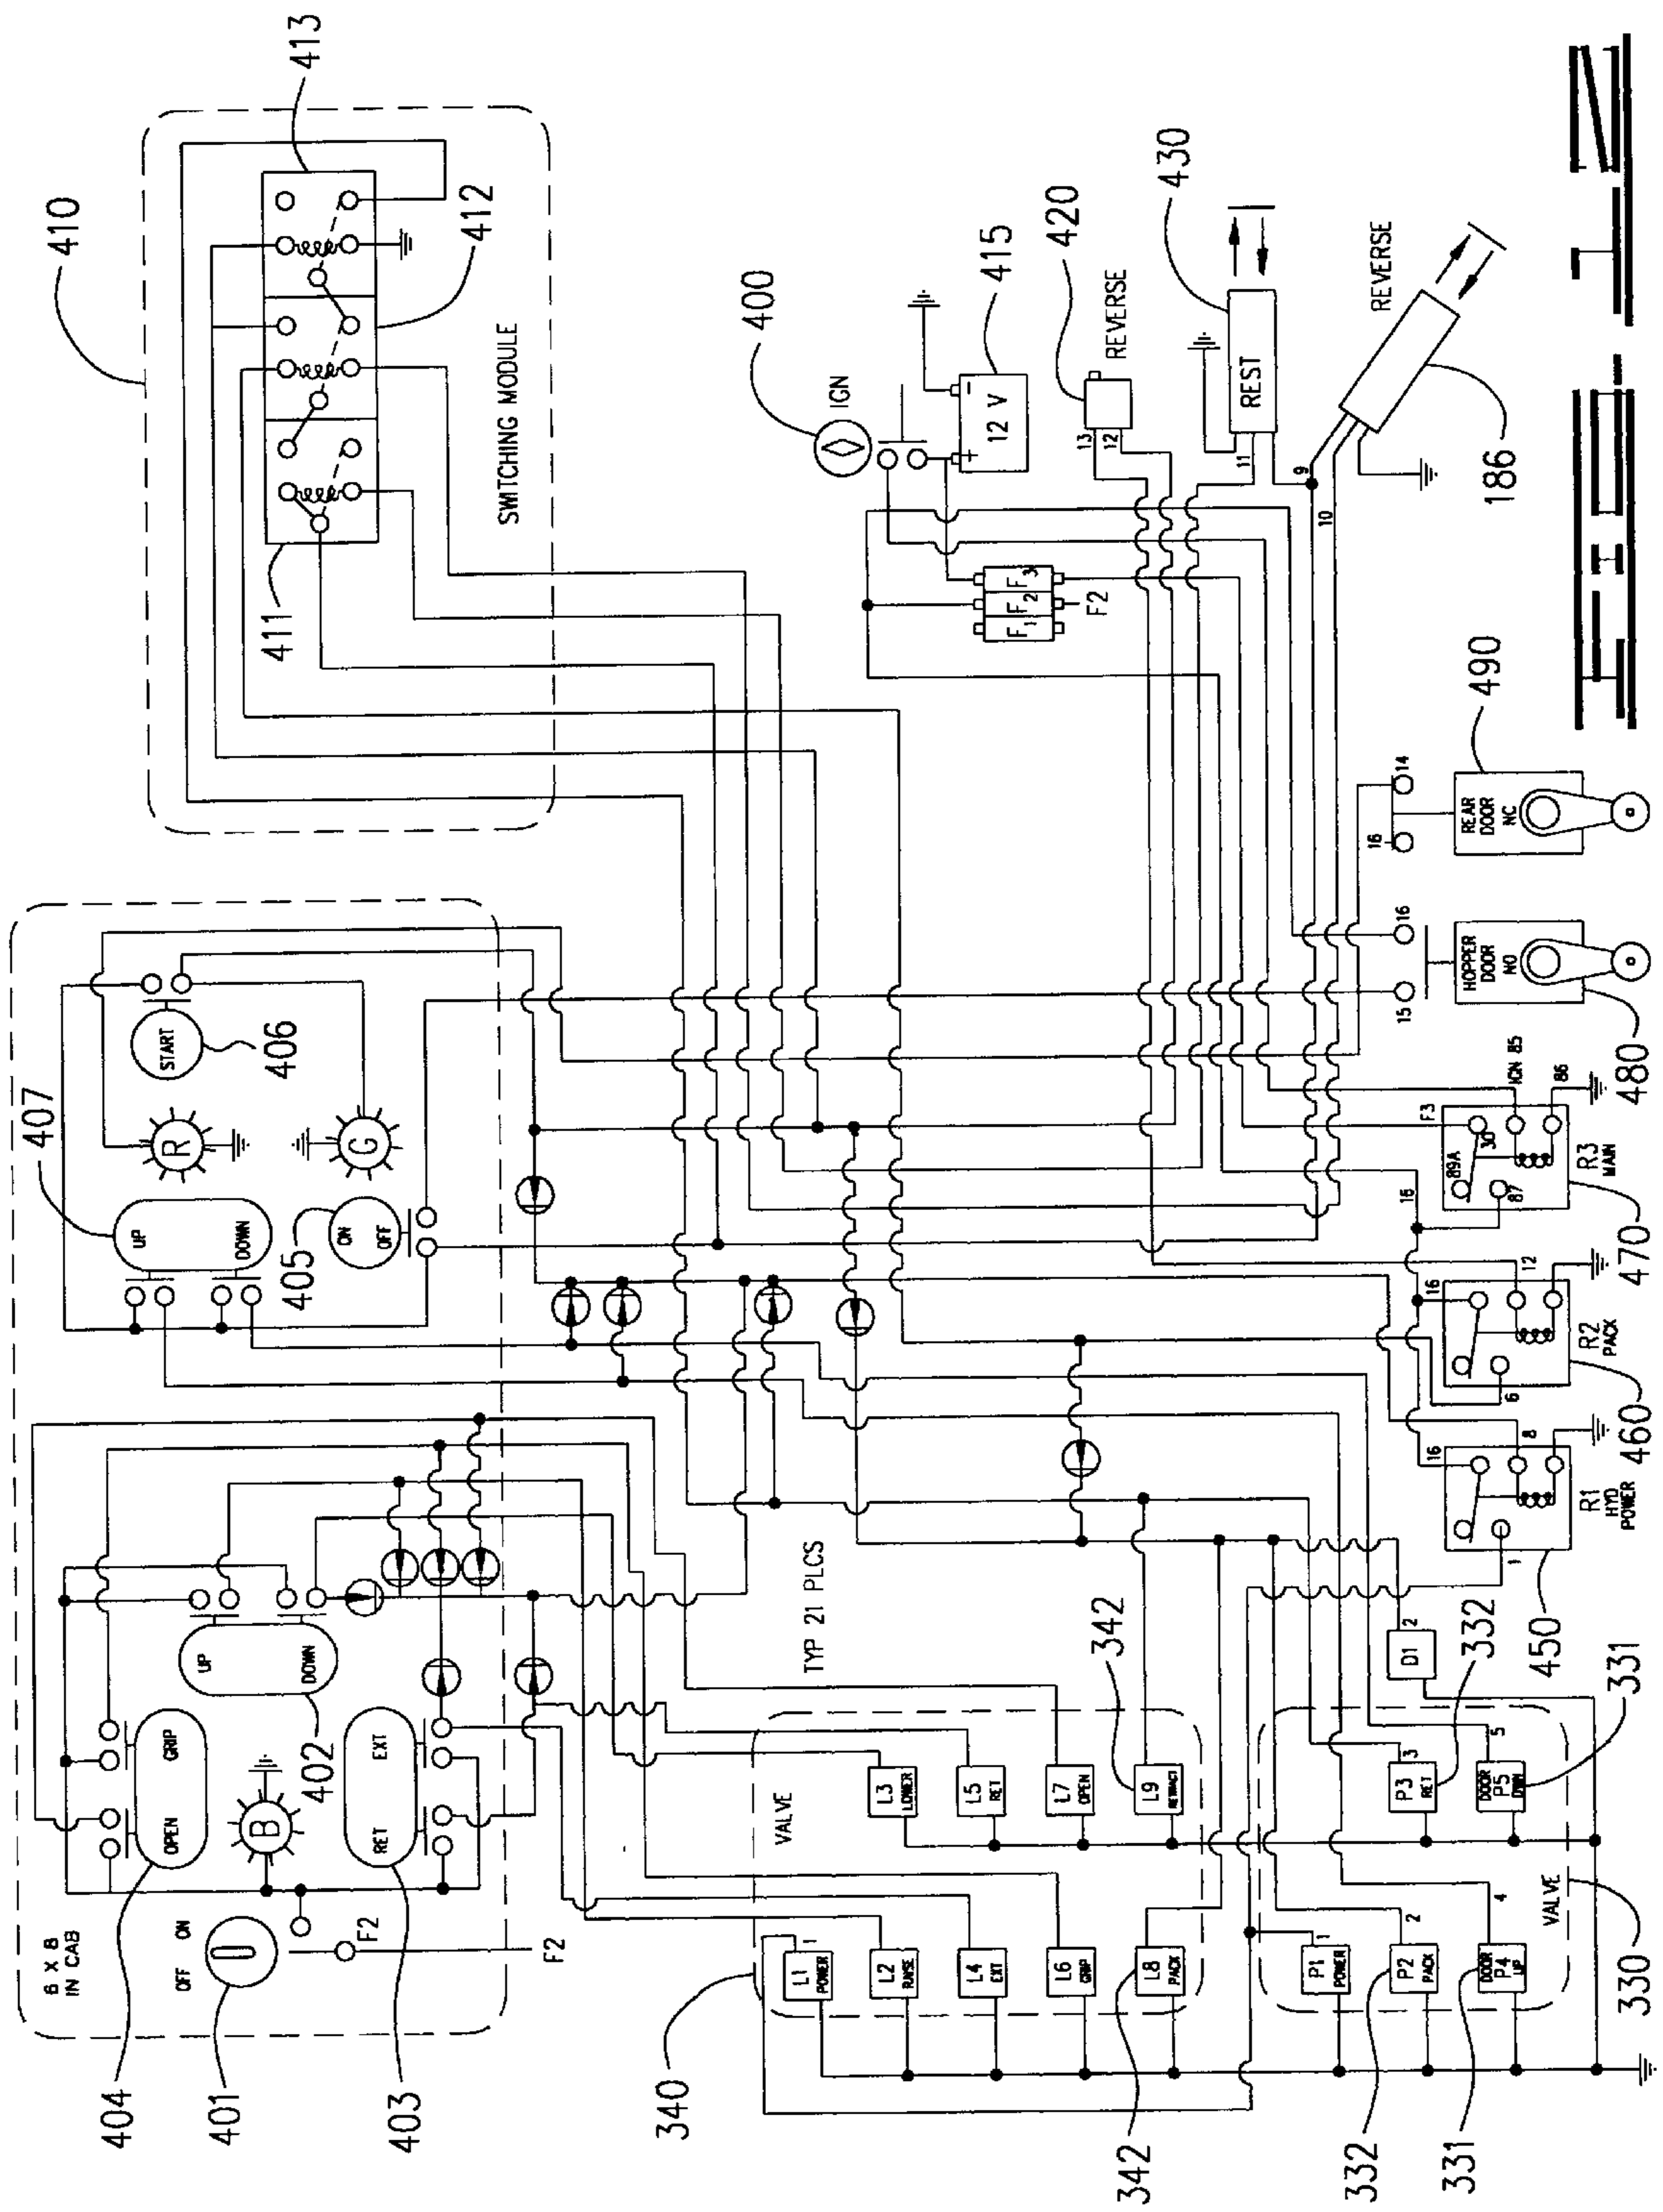 410
413
412
411
SWITCHING MODULE
407
UP
DOWN
R
START
406
G
405
ON
OFF
404
OPEN
GRIP
UP
DOWN
402
B
403
RET
EXT
6 X 8
IN CAB
OFF ON
401
F2
F2
400
IGN
415
12 V
+
-
420
REVERSE
13
12
430
REST
11
REVERSE
186
9
10
F1
F2
F3
F2
TYP 21 PLCS
340
VALVE
L1
POWER
1
L2
RAISE
L4
EXT
L6
GRIP
L8
PACK
342
L3
LOWER
L5
RET
L7
OPEN
L9
RETRACT
342
330
VALVE
P1
POWER
1
P2
PACK
2
332
DOOR
P4
UP
4
331
P3
RET
3
332
DOOR
P5
DWN
5
331
D1
2
450
R1
HYD
POWER
16
8
1
460
R2
PACK
16
12
6
470
R3
MAIN
F3
30
89A
87
16
IGN 85
86
480
HOPPER
DOOR
NO
15
16
490
REAR
DOOR
NC
16
14